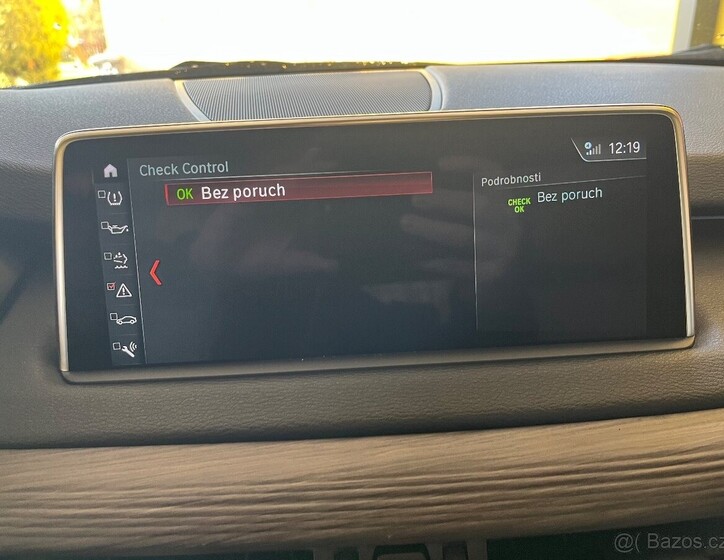 12:19
Check Control
OK Bez poruch
Podrobnosti
CHECK OK Bez poruch
@( Bazos.cz